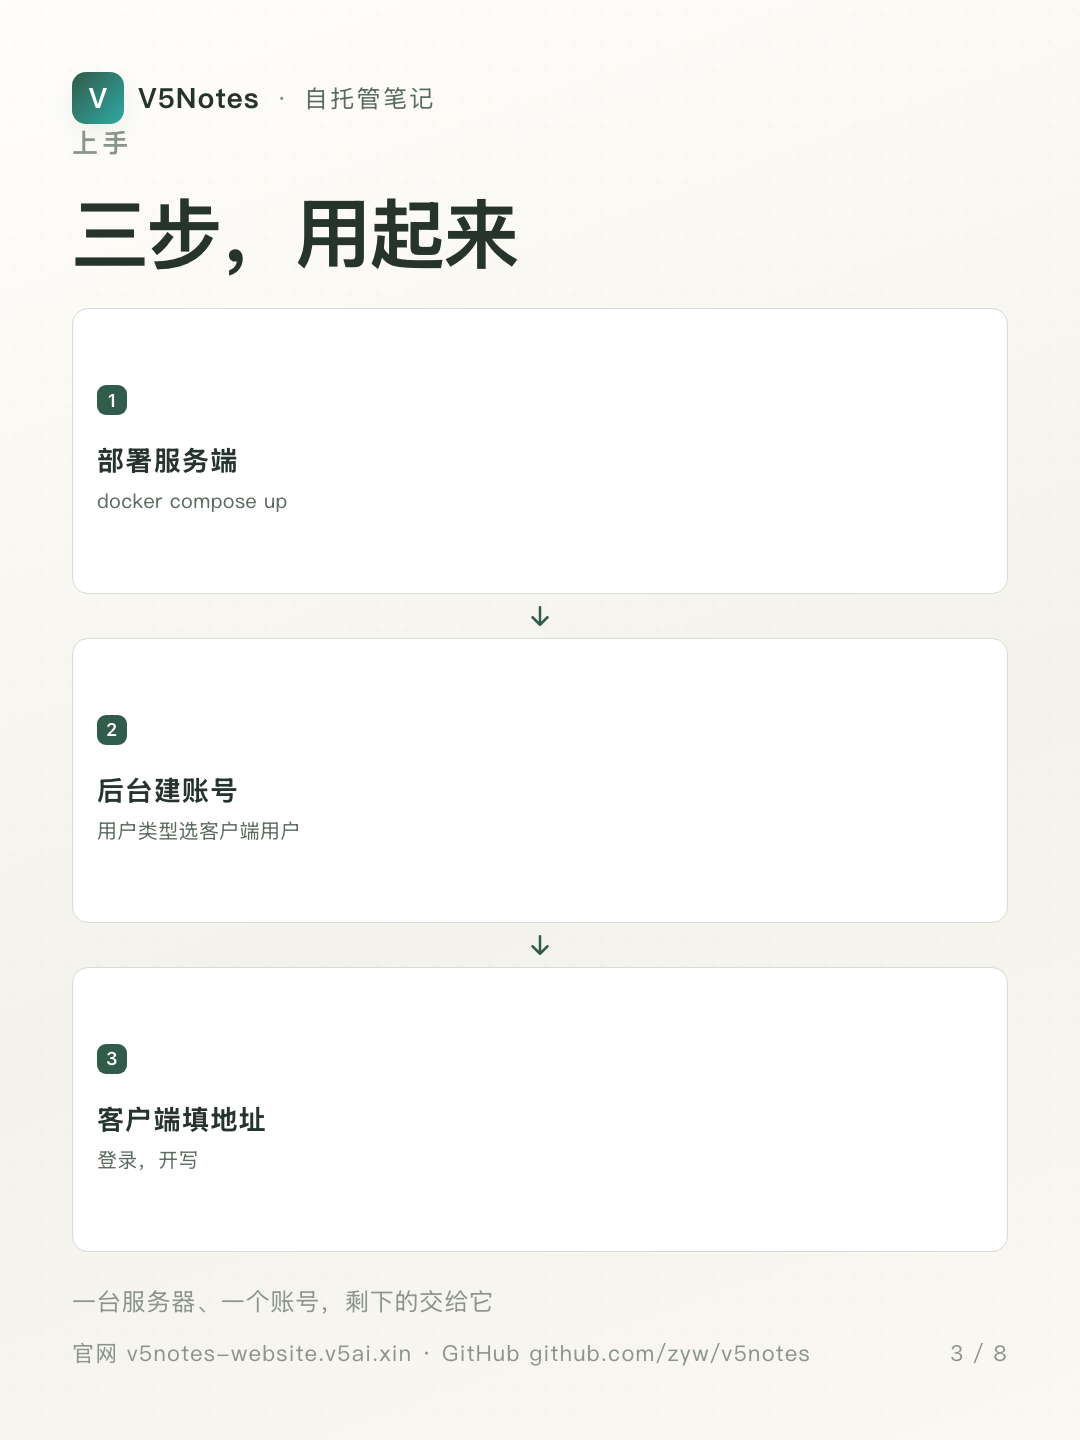 V V5Notes · 自托管笔记
上手
三步，用起来
1
部署服务端
docker compose up
↓
2
后台建账号
用户类型选客户端用户
↓
3
客户端填地址
登录，开写
一台服务器、一个账号，剩下的交给它
官网 v5notes-website.v5ai.xin · GitHub github.com/zyw/v5notes 3 / 8